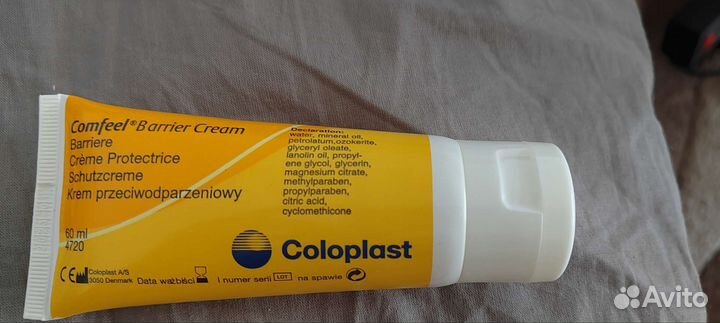 Comfeel® Barrier Cream
Barriere
Crème Protectrice
Schutzcreme
Krem przeciwodparzeniowy
60 ml
4720
Declaration:
water, mineral oil,
petrolatum,ozokerite,
glyceryl oleate,
lanolin oil, propyl-
ene glycol, glycerin,
magnesium citrate,
methylparaben,
propylparaben,
citric acid,
cyclomethicone
Coloplast
CE
Coloplast A/S
3050 Denmark
Data ważności
I numer serii LOT na spawie
Avito